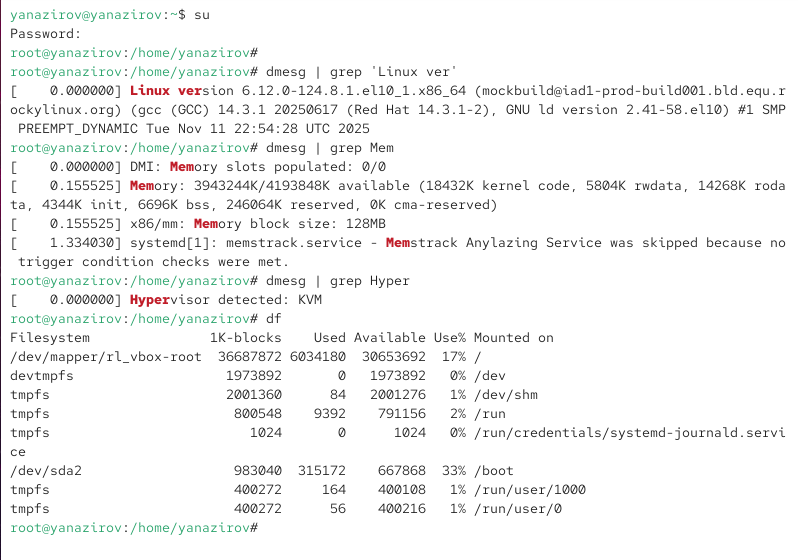 yanazirov@yanazirov:~$ su
Password:
root@yanazirov:/home/yanazirov#
root@yanazirov:/home/yanazirov# dmesg | grep 'Linux ver'
[    0.000000] Linux version 6.12.0-124.8.1.el10_1.x86_64 (mockbuild@iad1-prod-build001.bld.equ.r
ockylinux.org) (gcc (GCC) 14.3.1 20250617 (Red Hat 14.3.1-2), GNU ld version 2.41-58.el10) #1 SMP
 PREEMPT_DYNAMIC Tue Nov 11 22:54:28 UTC 2025
root@yanazirov:/home/yanazirov# dmesg | grep Mem
[    0.000000] DMI: Memory slots populated: 0/0
[    0.155525] Memory: 3943244K/4193848K available (18432K kernel code, 5804K rwdata, 14268K roda
ta, 4344K init, 6696K bss, 246064K reserved, 0K cma-reserved)
[    0.155525] x86/mm: Memory block size: 128MB
[    1.334030] systemd[1]: memstrack.service - Memstrack Anylazing Service was skipped because no
 trigger condition checks were met.
root@yanazirov:/home/yanazirov# dmesg | grep Hyper
[    0.000000] Hypervisor detected: KVM
root@yanazirov:/home/yanazirov# df
Filesystem              1K-blocks    Used Available Use% Mounted on
/dev/mapper/rl_vbox-root  36687872 6034180  30653692  17% /
devtmpfs                   1973892       0   1973892   0% /dev
tmpfs                      2001360      84   2001276   1% /dev/shm
tmpfs                       800548    9392    791156   2% /run
tmpfs                         1024       0      1024   0% /run/credentials/systemd-journald.servi
ce
/dev/sda2                   983040  315172    667868  33% /boot
tmpfs                       400272     164    400108   1% /run/user/1000
tmpfs                       400272      56    400216   1% /run/user/0
root@yanazirov:/home/yanazirov#